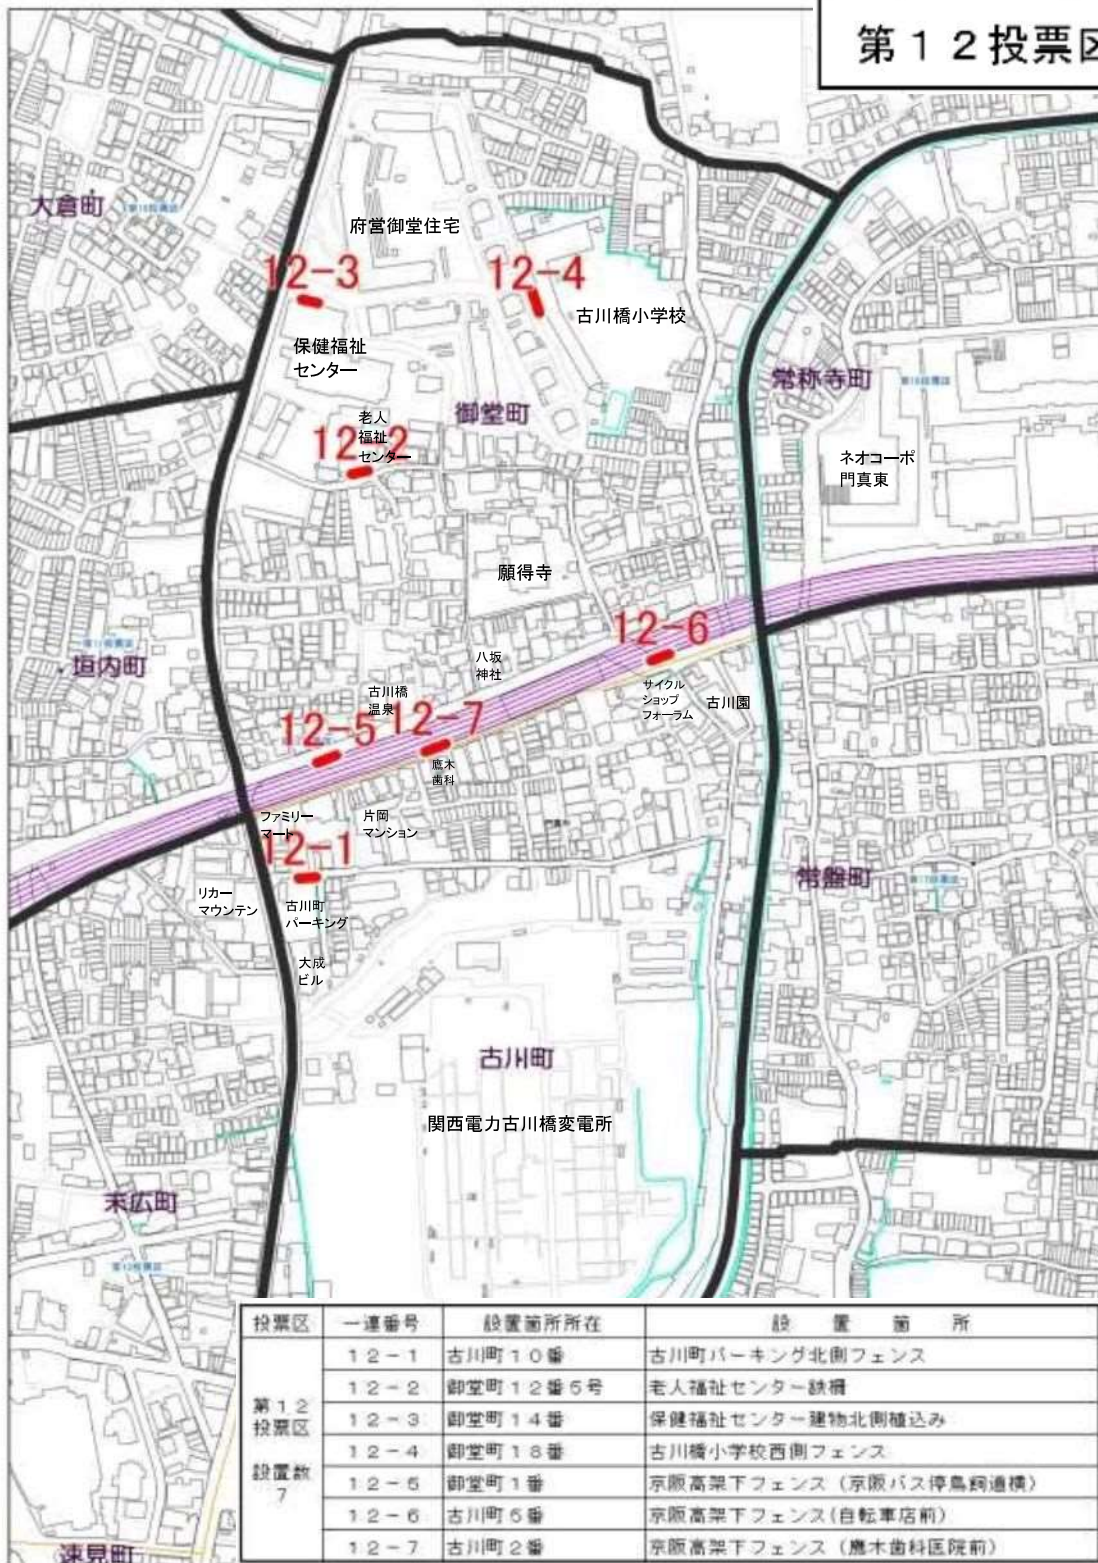 第12投票区
大倉町
府営御堂住宅
12-3
12-4
古川橋小学校
保健福祉
センター
常称寺町
御堂町
老人
福祉
センター
12-2
ネオコーポ
門真東
願得寺
12-6
八坂
神社
垣内町
サイクル
ショップ
フォーラム
古川園
古川橋
温泉
12-5
12-7
鷹木
歯科
ファミリー
マート
片岡
マンション
12-1
常盤町
リカー
マウンテン
古川町
パーキング
大成
ビル
古川町
関西電力古川橋変電所
末広町
速見町
投票区 一連番号 設置箇所所在 設置箇所
第12
投票区
設置数
7
12-1 古川町10番 古川町パーキング北側フェンス
12-2 御堂町12番5号 老人福祉センター鉄柵
12-3 御堂町14番 保健福祉センター建物北側植込み
12-4 御堂町18番 古川橋小学校西側フェンス
12-5 御堂町1番 京阪高架下フェンス（京阪バス停鳥飼道横）
12-6 古川町5番 京阪高架下フェンス(自転車店前)
12-7 古川町2番 京阪高架下フェンス（鷹木歯科医院前）